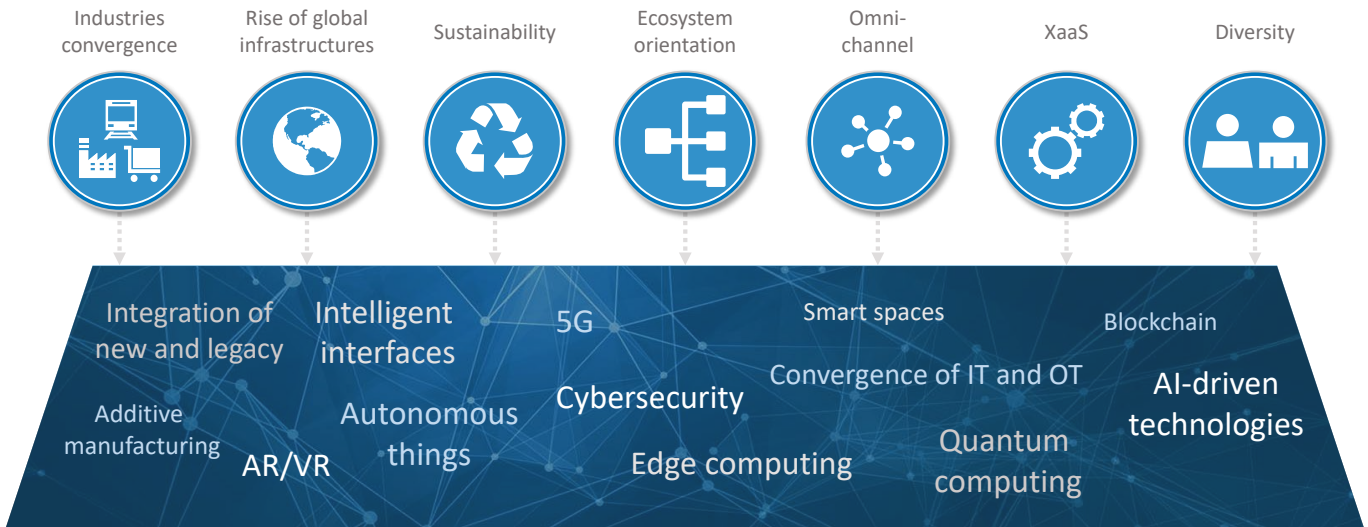 Industries
convergence
Rise of global
infrastructures
Sustainability
Ecosystem
orientation
Omni-
channel
XaaS
Diversity
Integration of
new and legacy
Intelligent
interfaces
5G
Smart spaces
Blockchain
Additive
manufacturing
AR/VR
Autonomous
things
Cybersecurity
Convergence of IT and OT
AI-driven
technologies
Edge computing
Quantum
computing